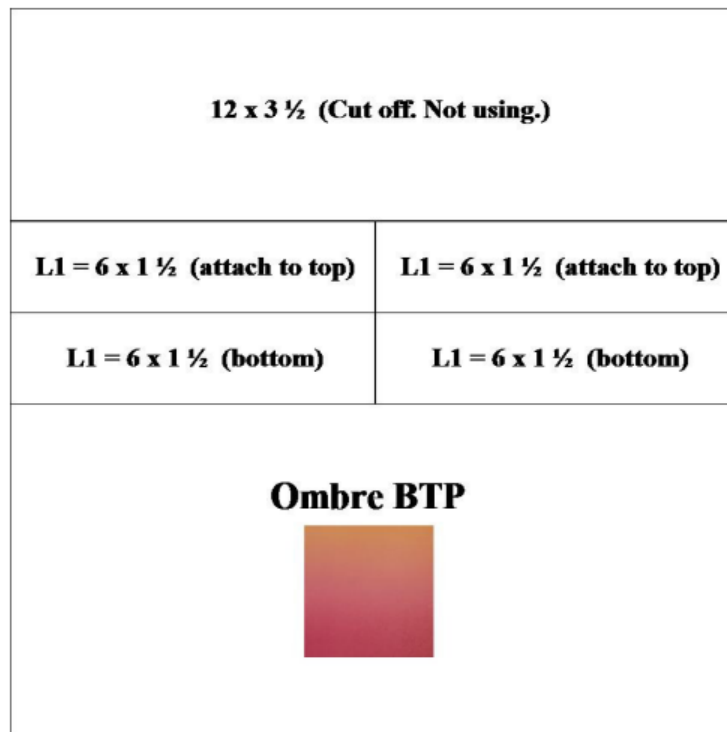 12 x 3 ½ (Cut off. Not using.)
L1 = 6 x 1 ½ (attach to top)
L1 = 6 x 1 ½ (attach to top)
L1 = 6 x 1 ½ (bottom)
L1 = 6 x 1 ½ (bottom)
Ombre BTP